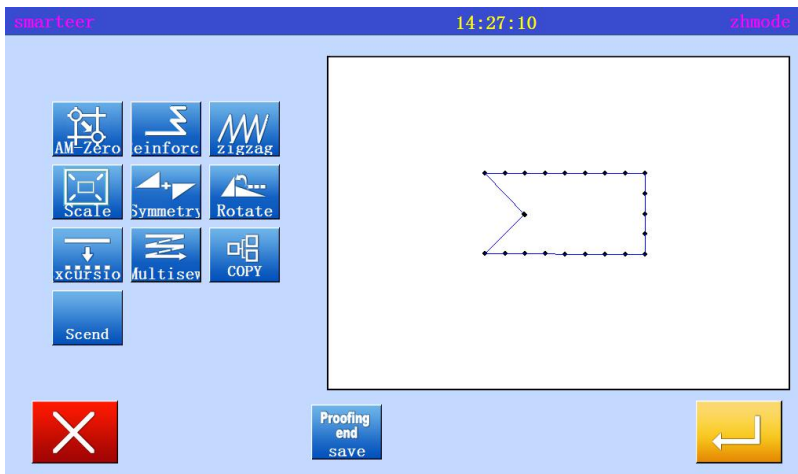 smarteer 14:27:10 zhmode
AM-Zero einforc zigzag
Scale Symmetry Rotate
xcursio Multisew COPY
Scend
Proofing
end
save